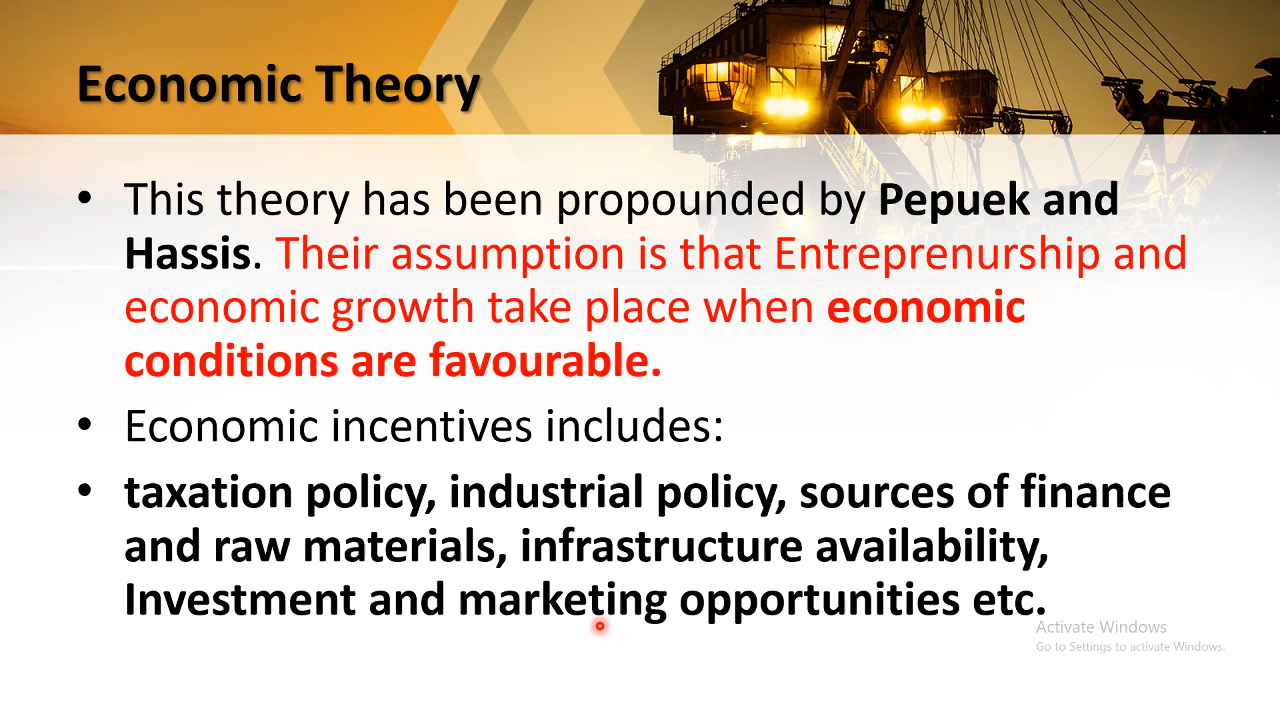 Economic Theory
• This theory has been propounded by Pepuek and
Hassis. Their assumption is that Entreprenurship and
economic growth take place when economic
conditions are favourable.
• Economic incentives includes:
• taxation policy, industrial policy, sources of finance
and raw materials, infrastructure availability,
Investment and marketing opportunities etc.
Activate Windows
Go to Settings to activate Windows.